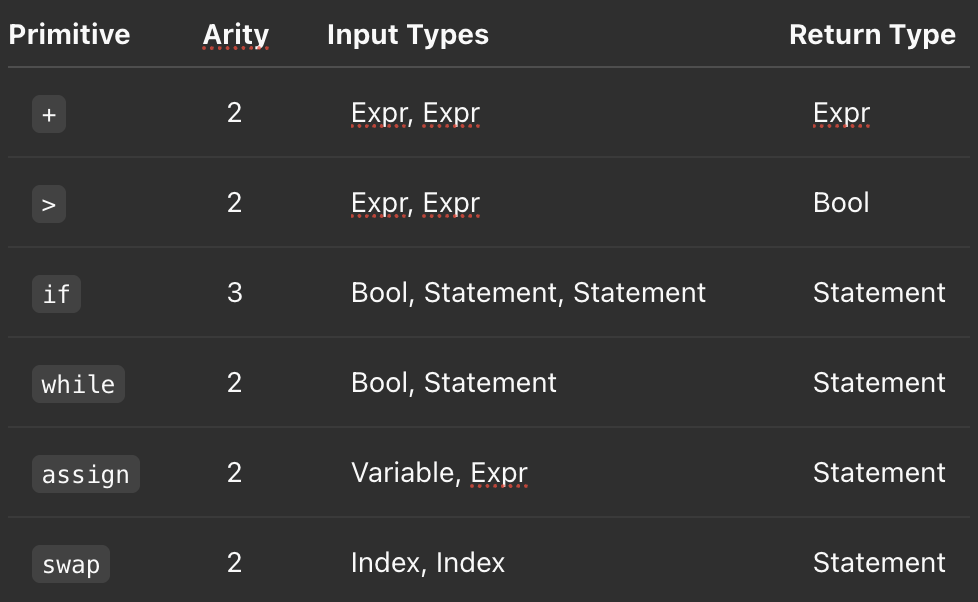 Primitive Arity Input Types Return Type
+ 2 Expr, Expr Expr
> 2 Expr, Expr Bool
if 3 Bool, Statement, Statement Statement
while 2 Bool, Statement Statement
assign 2 Variable, Expr Statement
swap 2 Index, Index Statement